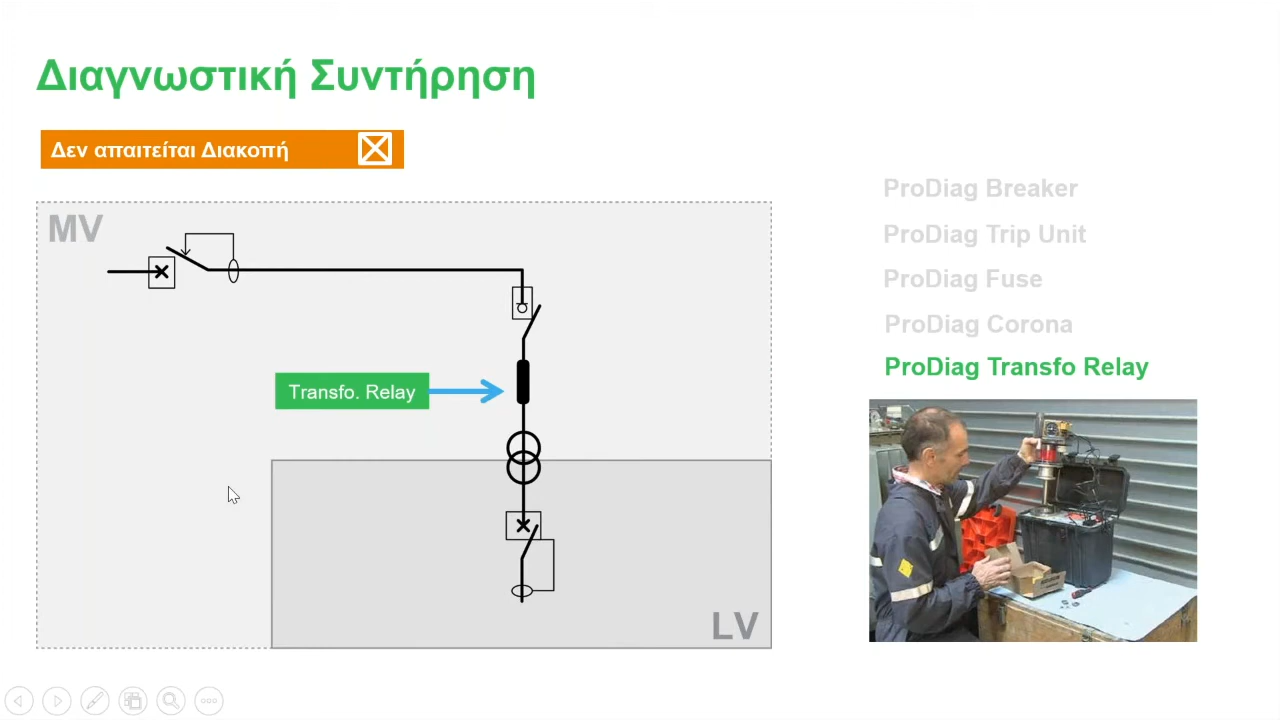 Διαγνωστική Συντήρηση
Δεν απαιτείται Διακοπή
MV
Transfo. Relay
LV
ProDiag Breaker
ProDiag Trip Unit
ProDiag Fuse
ProDiag Corona
ProDiag Transfo Relay